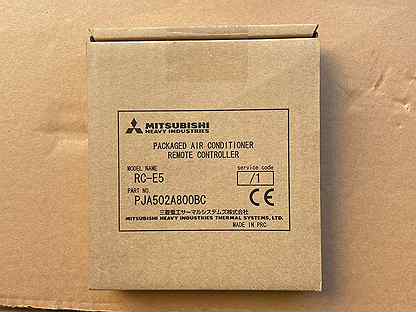 MITSUBISHI
HEAVY INDUSTRIES
PACKAGED AIR CONDITIONER
REMOTE CONTROLLER
MODEL NAME
RC-E5
service code
/1
PART NO.
PJA502A800BC
CE
三菱重工サーマルシステムズ株式会社
MITSUBISHI HEAVY INDUSTRIES THERMAL SYSTEMS, LTD.
MADE IN PRC